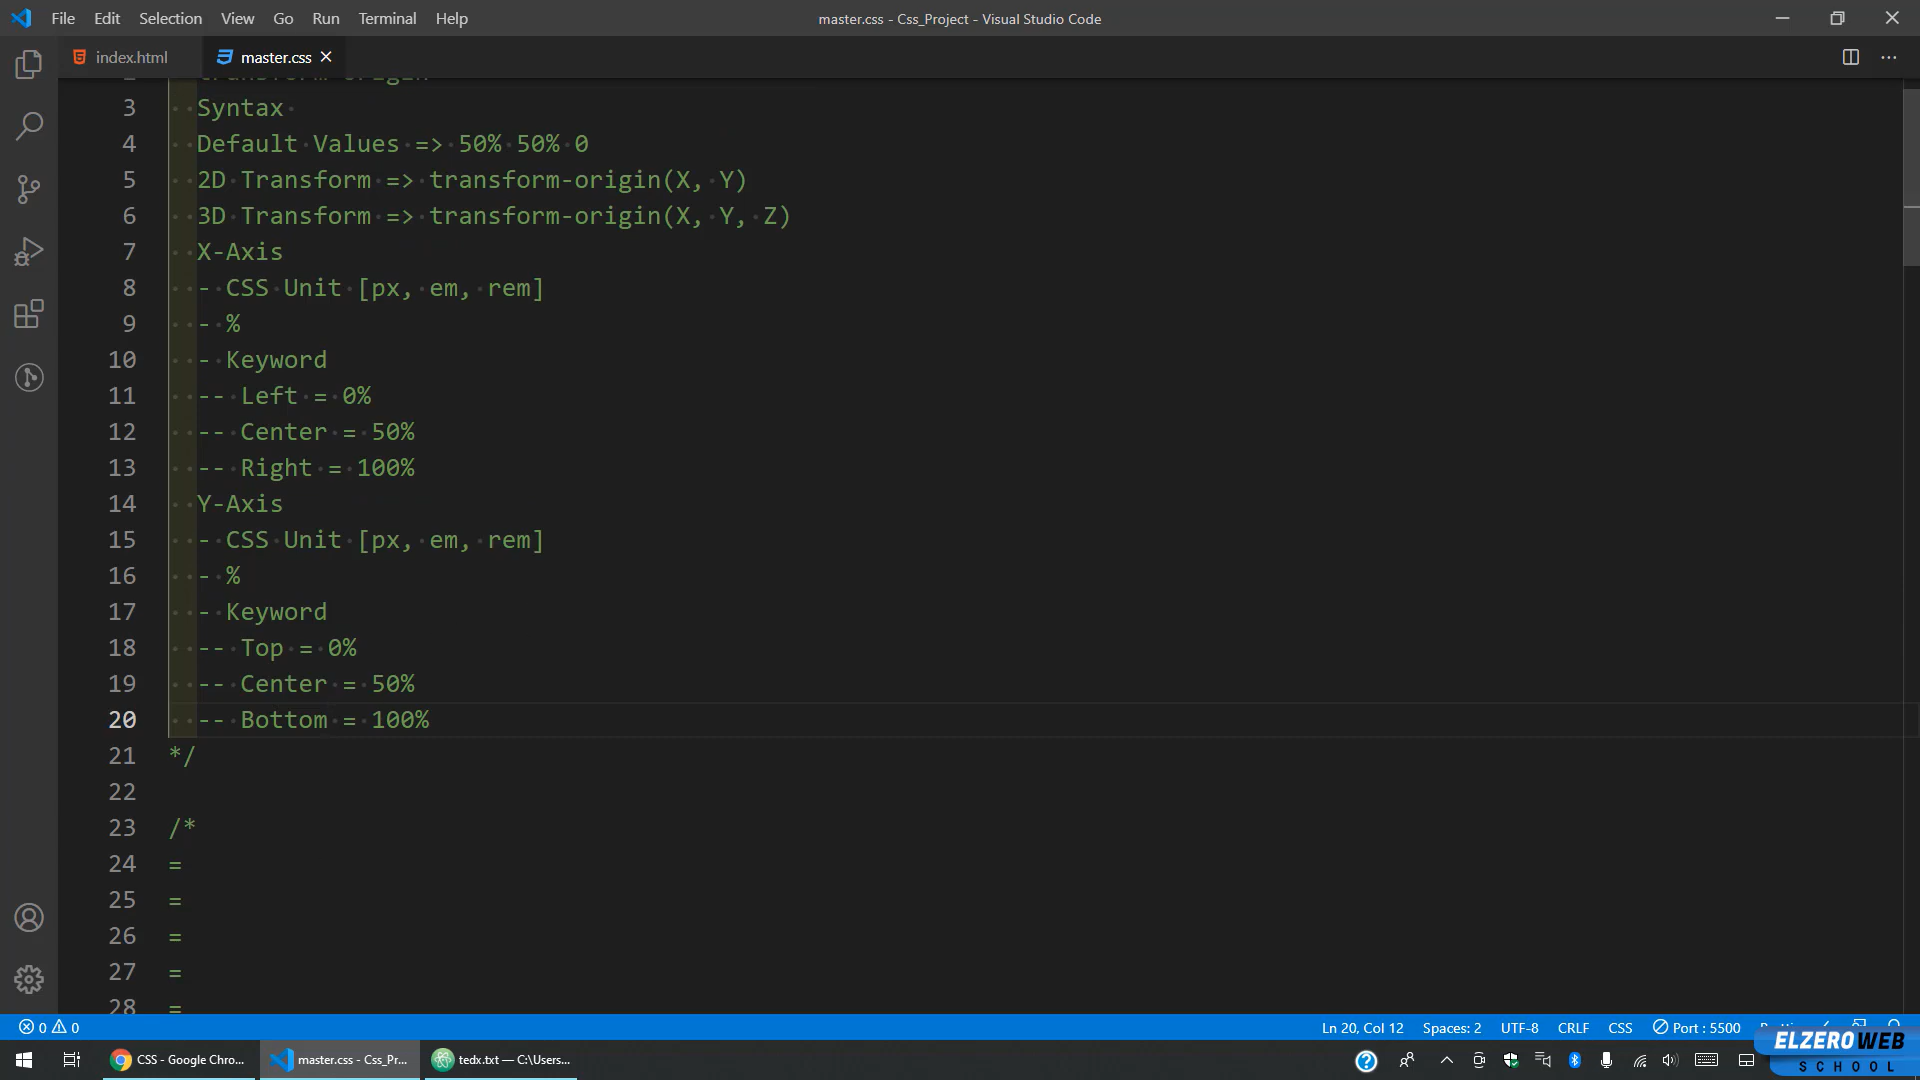 File Edit Selection View Go Run Terminal Help
master.css - Css_Project - Visual Studio Code
index.html
master.css
3 Syntax
4 Default Values => 50% 50% 0
5 2D Transform => transform-origin(X, Y)
6 3D Transform => transform-origin(X, Y, Z)
7 X-Axis
8 - CSS Unit [px, em, rem]
9 - %
10 - Keyword
11 -- Left = 0%
12 -- Center = 50%
13 -- Right = 100%
14 Y-Axis
15 - CSS Unit [px, em, rem]
16 - %
17 - Keyword
18 -- Top = 0%
19 -- Center = 50%
20 -- Bottom = 100%
21 */
22
23 /*
24 =
25 =
26 =
27 =
28 =
0 0
Ln 20, Col 12 Spaces: 2 UTF-8 CRLF CSS Port : 5500
CSS - Google Chro...
master.css - Css_Pr...
tedx.txt — C:\Users...
ELZEROWEB
SCHOOL